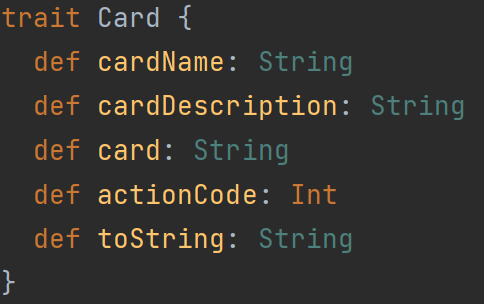 trait Card {
  def cardName: String
  def cardDescription: String
  def card: String
  def actionCode: Int
  def toString: String
}